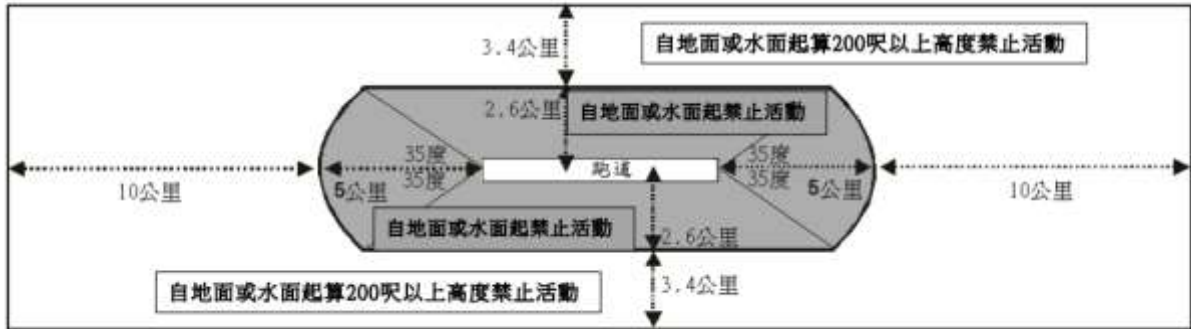 3.4公里
自地面或水面起算200呎以上高度禁止活動
2.6公里
自地面或水面起禁止活動
35度
35度
跑道
35度
35度
10公里
5公里
5公里
10公里
自地面或水面起禁止活動
2.6公里
自地面或水面起算200呎以上高度禁止活動
3.4公里